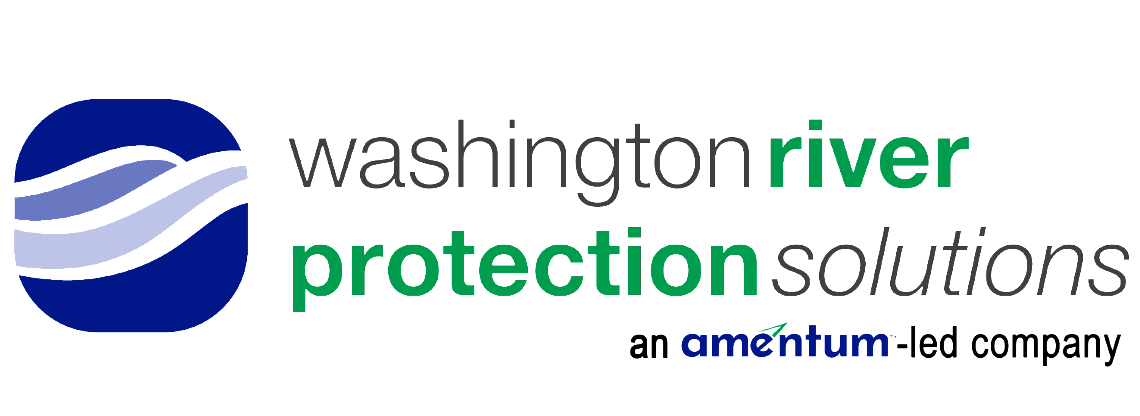 washington river
protection solutions
an amentum-led company